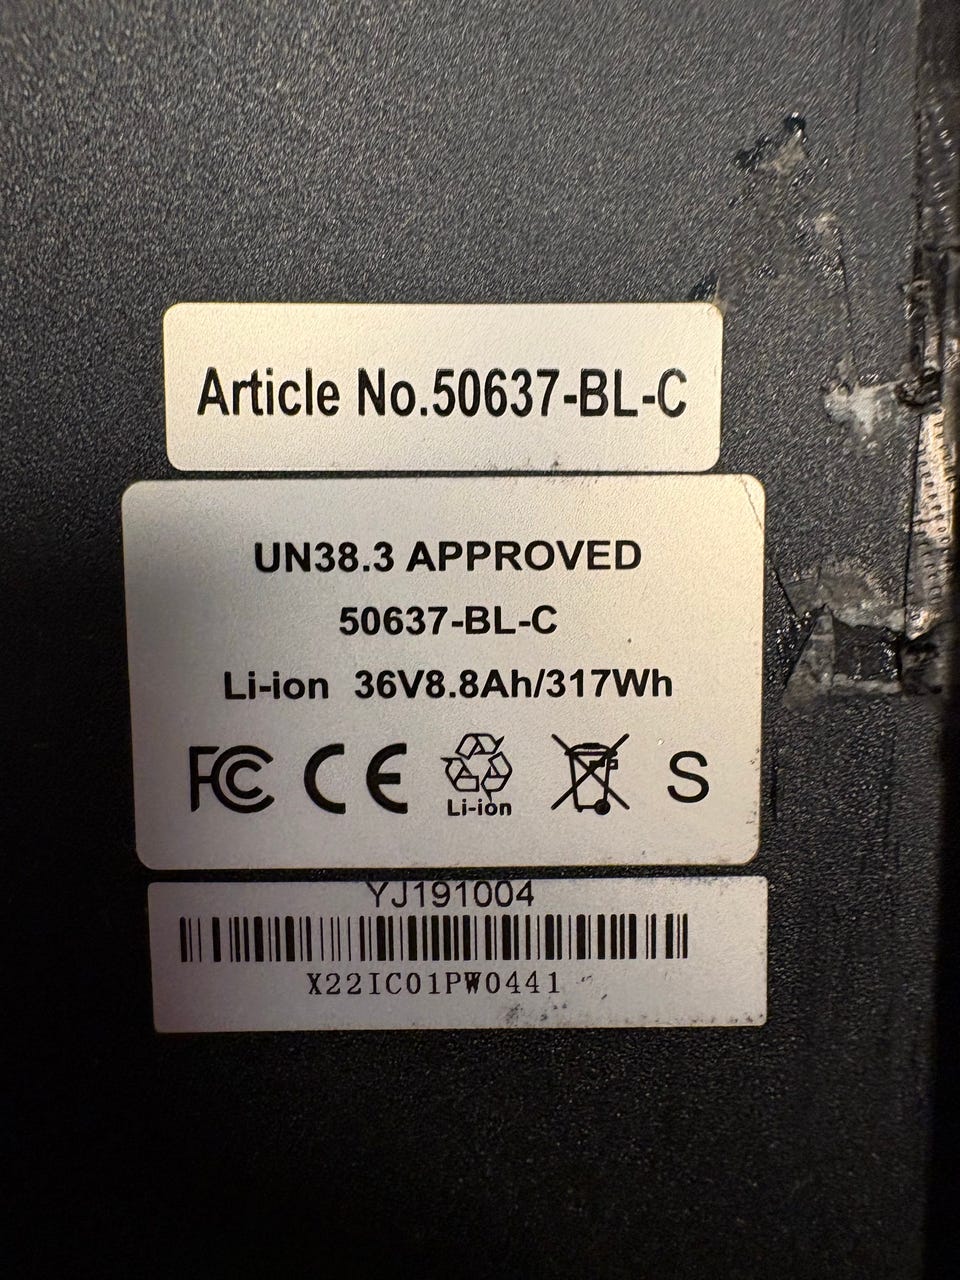 Article No.50637-BL-C
UN38.3 APPROVED
50637-BL-C
Li-ion 36V8.8Ah/317Wh
FC CE Li-ion S
YJ191004
X22IC01PW0441